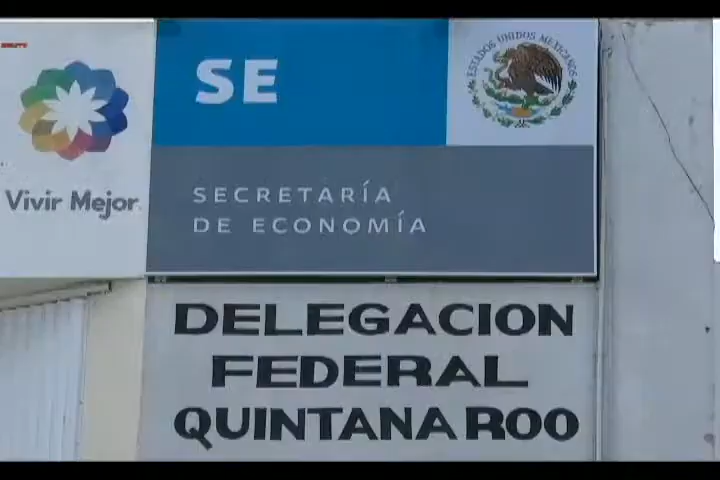 Vivir Mejor
SE
ESTADOS UNIDOS MEXICANOS
SECRETARÍA
DE ECONOMÍA
DELEGACION
FEDERAL
QUINTANA ROO